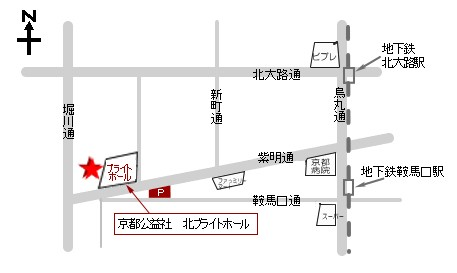 N
ビブレ
地下鉄
北大路駅
北大路通
堀川通
新町通
烏丸通
ブライト
ホール
紫明通
京都
病院
ファミリー
P
地下鉄鞍馬口駅
鞍馬口通
スーパー
京都公益社　北ブライトホール